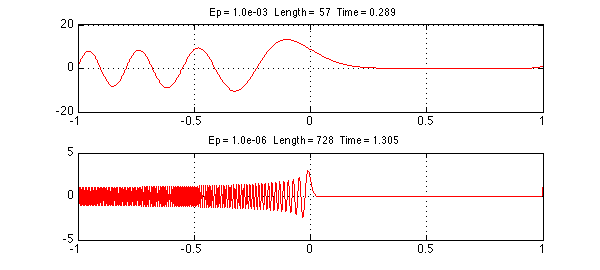 Ep = 1.0e-03 Length = 57 Time = 0.289
20
0
-20
-1 -0.5 0 0.5 1
Ep = 1.0e-06 Length = 728 Time = 1.305
5
0
-5
-1 -0.5 0 0.5 1